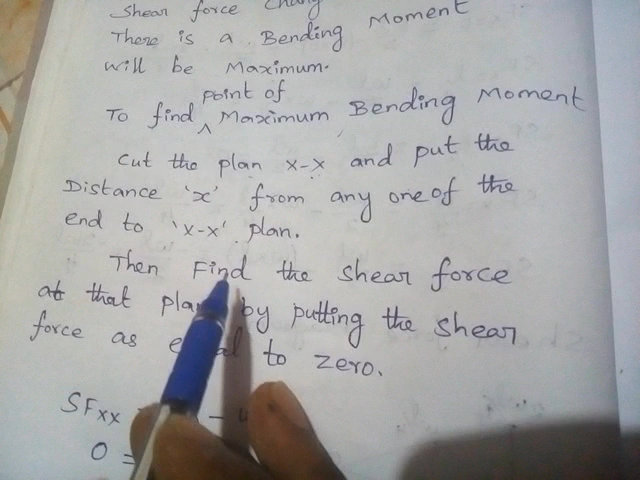 Shear force
There is a Bending Moment
will be Maximum.
point of
To find ^ Maximum Bending Moment
Cut the plan x-x and put the
Distance 'x' from any one of the
end to 'x-x' plan.
Then Find the shear force
at that by putting the shear
force as to zero.
SFxx -
0 =